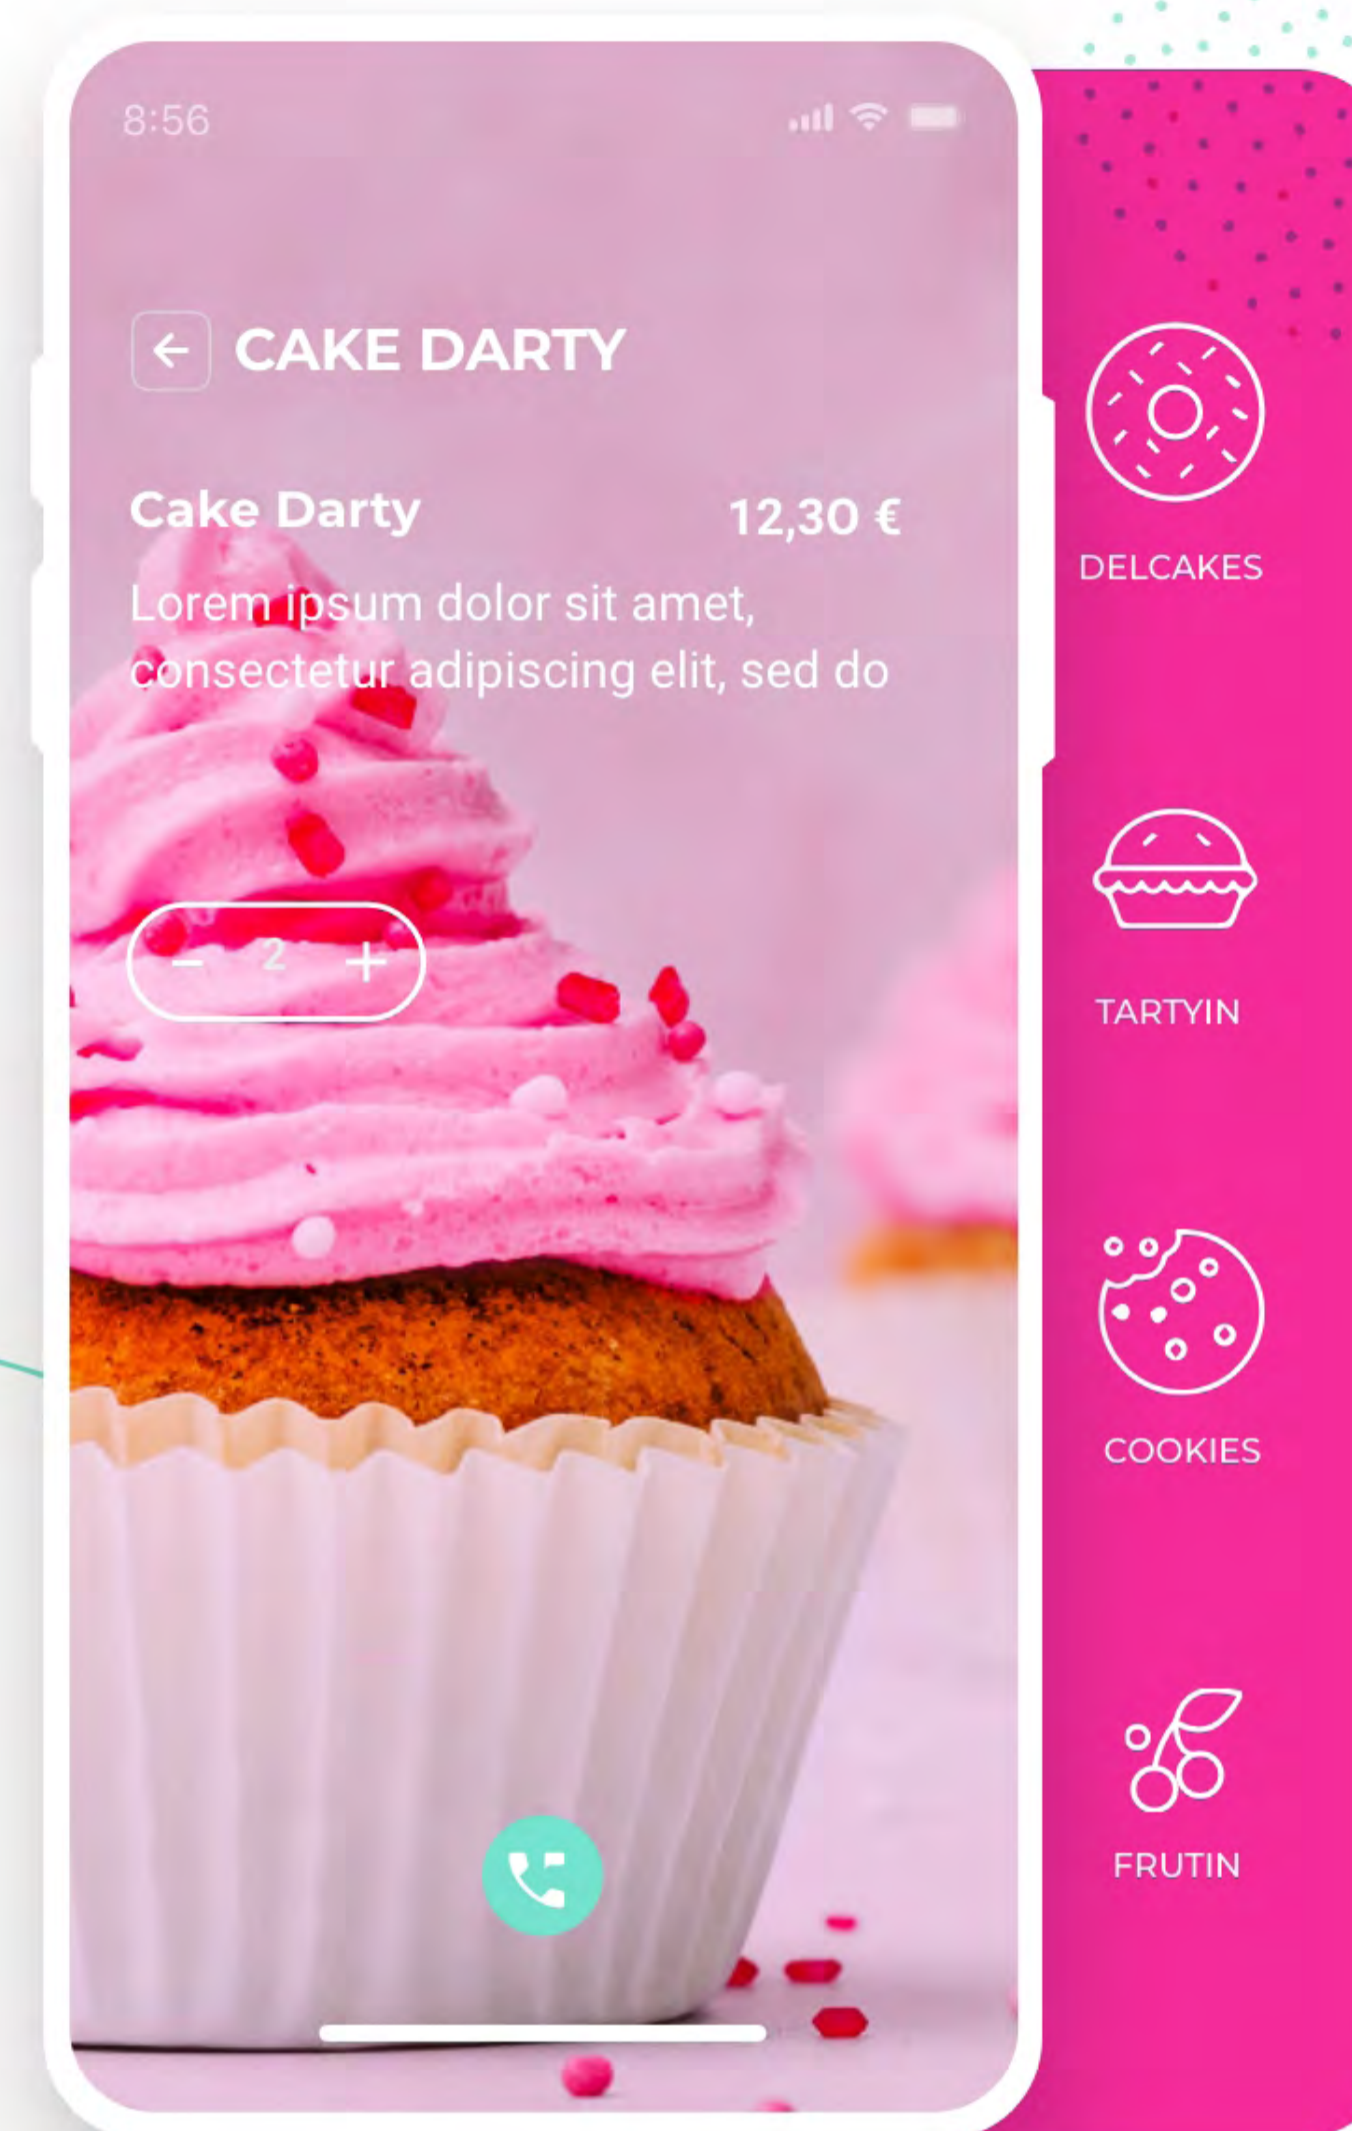 8:56
CAKE DARTY
Cake Darty
12,30 €
Lorem ipsum dolor sit amet,
consectetur adipiscing elit, sed do
- 2 +
DELCAKES
TARTYIN
COOKIES
FRUTIN